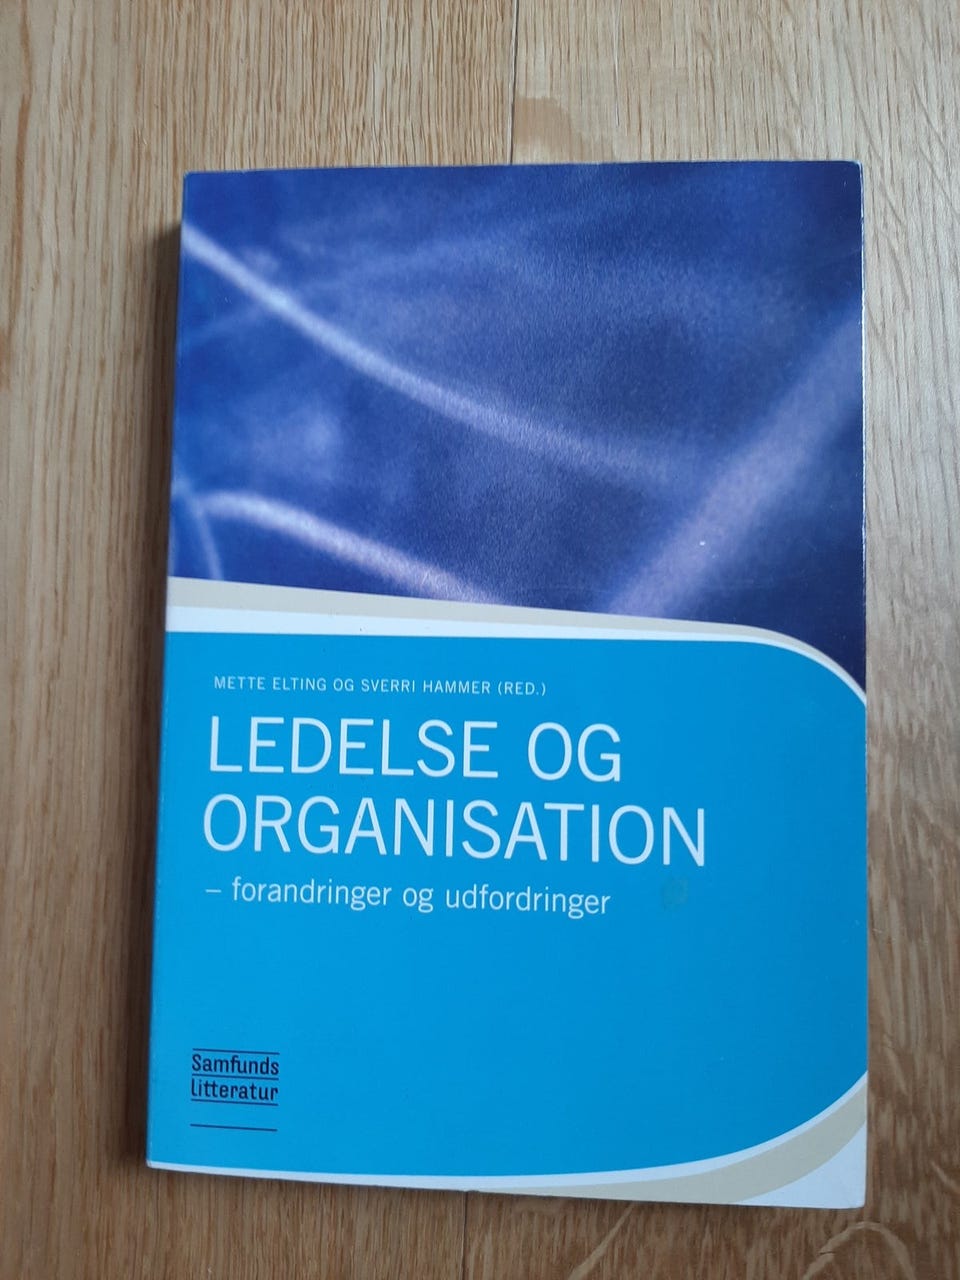 METTE ELTING OG SVERRI HAMMER (RED.)
LEDELSE OG
ORGANISATION
– forandringer og udfordringer
Samfunds
litteratur